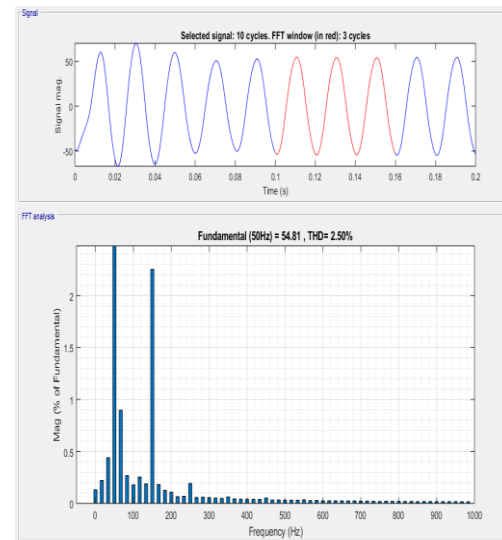 Signal
Selected signal: 10 cycles. FFT window (in red): 3 cycles
Signal mag.
50
0
-50
0 0.02 0.04 0.06 0.08 0.1 0.12 0.14 0.16 0.18 0.2
Time (s)
FFT analysis
Fundamental (50Hz) = 54.81 , THD= 2.50%
Mag (% of Fundamental)
2
1.5
1
0.5
0
0 100 200 300 400 500 600 700 800 900 1000
Frequency (Hz)